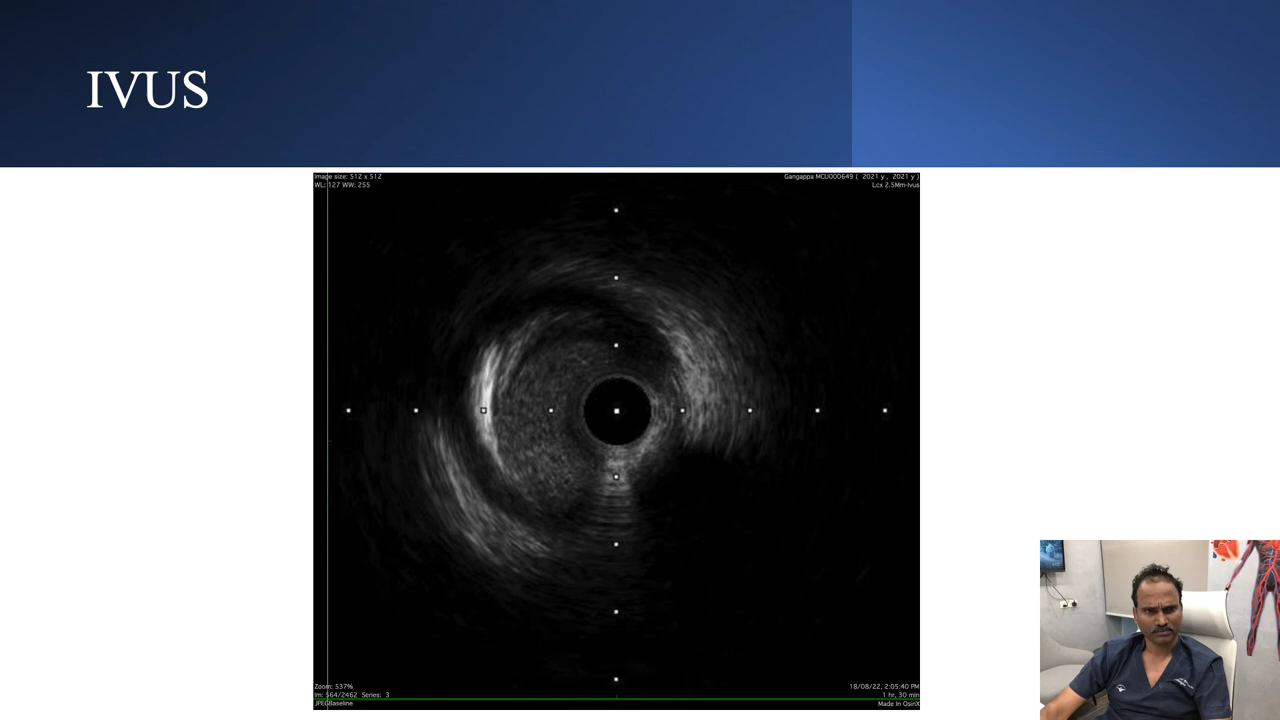 IVUS
Image size: 512 x 512
WL: 127 WW: 255
Gangappa MCIJ000649 ( 2021 y , 2021 y )
Lcx 2.5Mm-Ivus
Zoom: 537%
Im: 564/2462 Series: 3
JPEGBaseline
18/08/22, 2:05:40 PM
1 hr, 30 min
Made In OsiriX